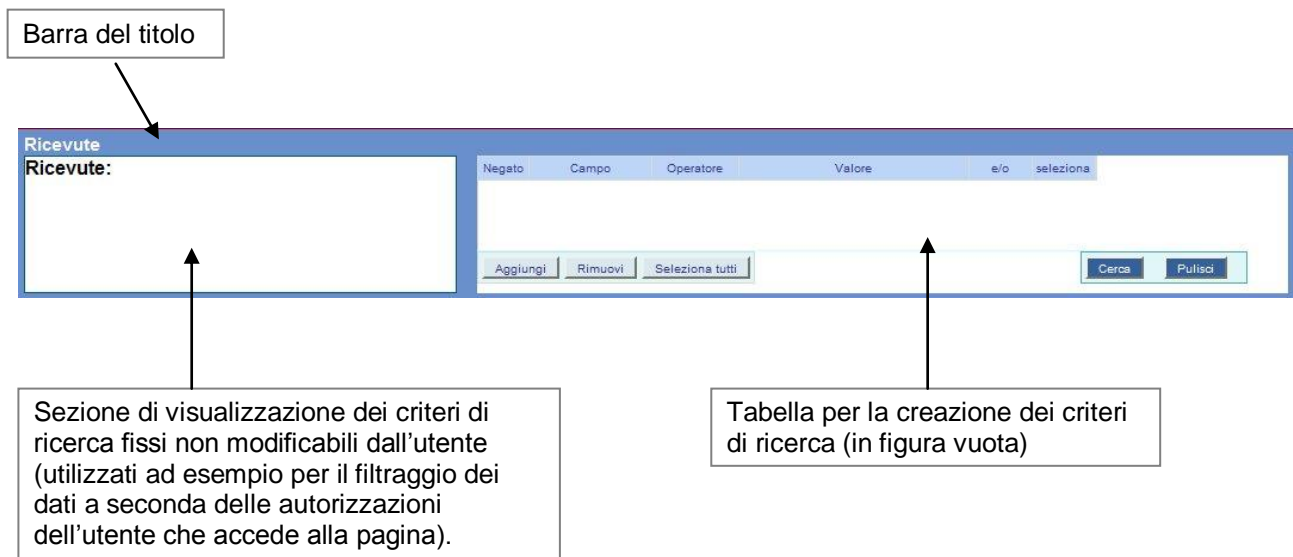 Barra del titolo
Ricevute
Ricevute:
Negato Campo Operatore Valore e/o seleziona
Aggiungi Rimuovi Seleziona tutti Cerca Pulisci
Sezione di visualizzazione dei criteri di
ricerca fissi non modificabili dall’utente
(utilizzati ad esempio per il filtraggio dei
dati a seconda delle autorizzazioni
dell’utente che accede alla pagina).
Tabella per la creazione dei criteri
di ricerca (in figura vuota)